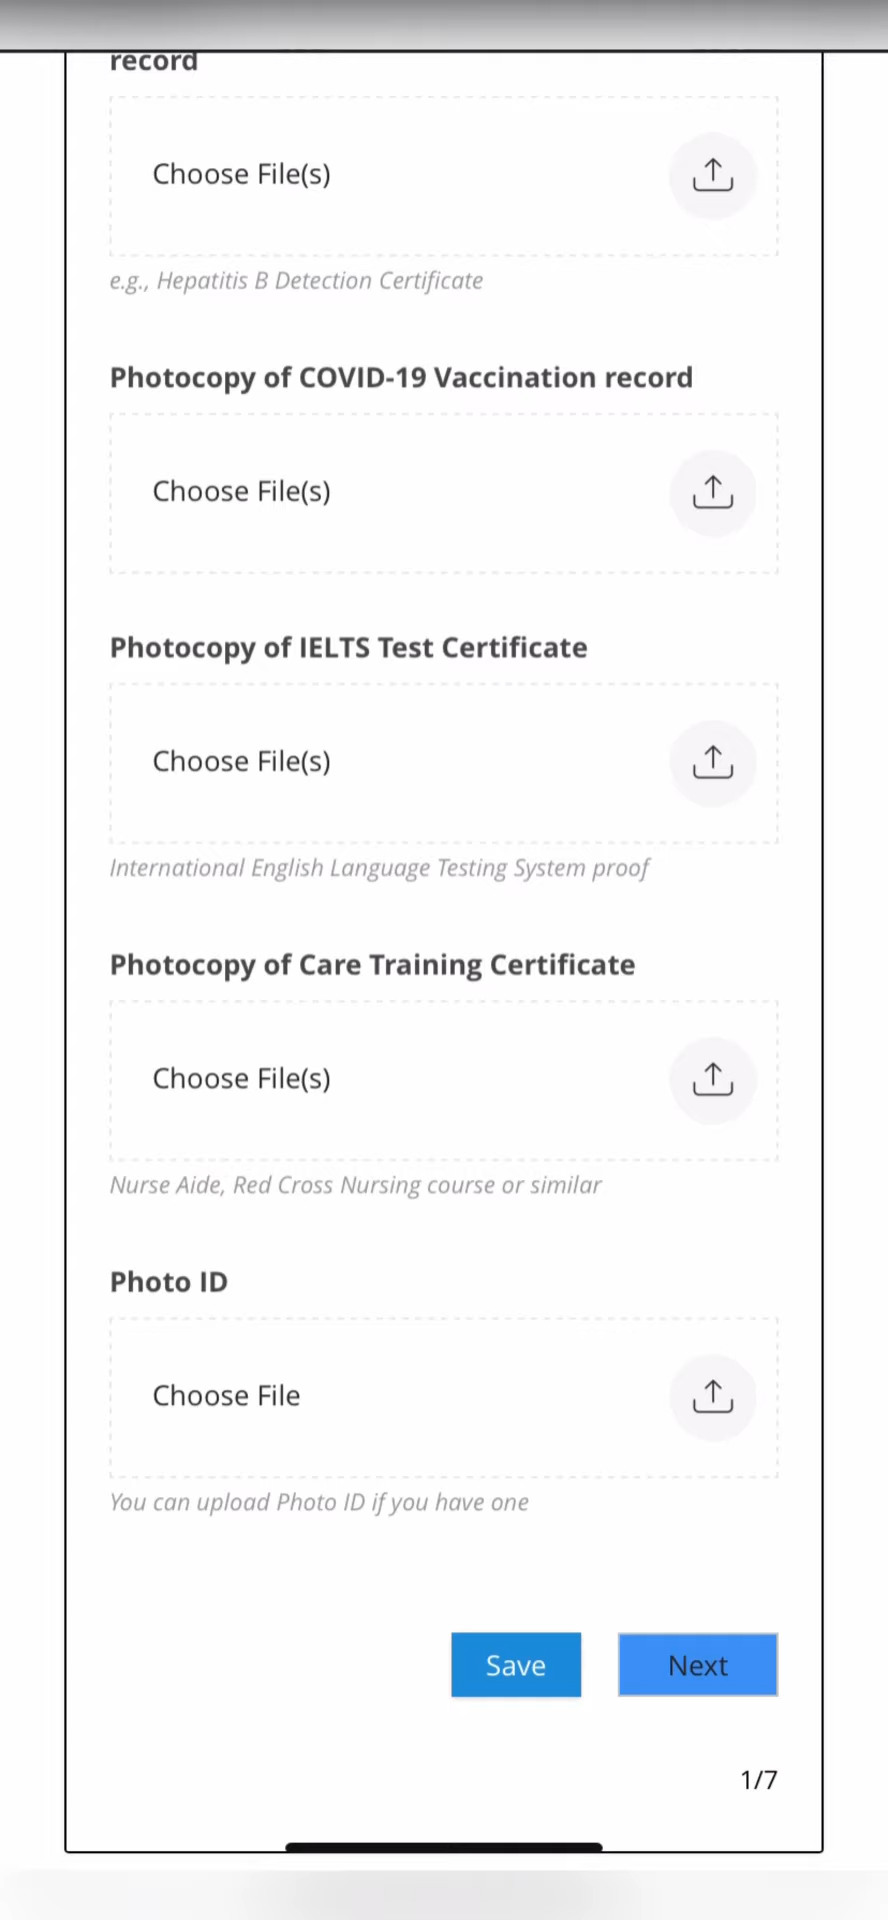 record
Choose File(s)
e.g., Hepatitis B Detection Certificate
Photocopy of COVID-19 Vaccination record
Choose File(s)
Photocopy of IELTS Test Certificate
Choose File(s)
International English Language Testing System proof
Photocopy of Care Training Certificate
Choose File(s)
Nurse Aide, Red Cross Nursing course or similar
Photo ID
Choose File
You can upload Photo ID if you have one
Save Next
1/7